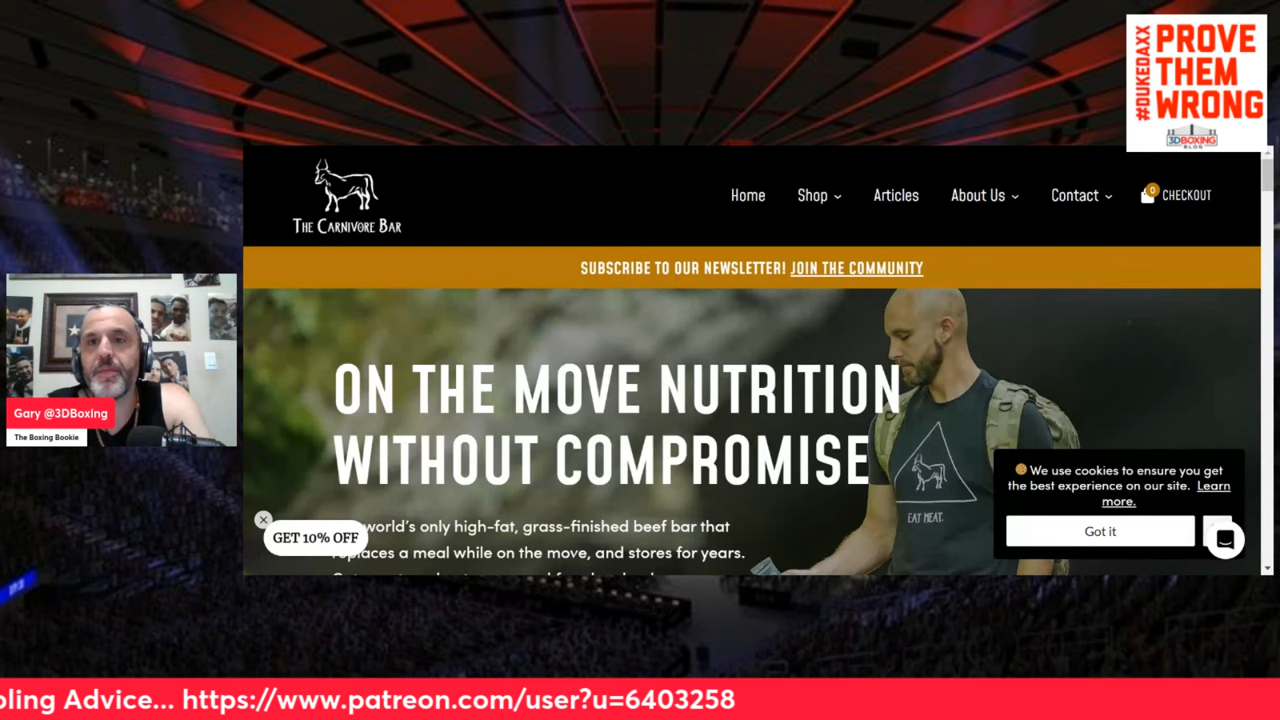 #DUKEDAXX
PROVE
THEM
WRONG
3DBOXING
BLOG
THE CARNIVORE BAR
Home
Shop
Articles
About Us
Contact
0
CHECKOUT
SUBSCRIBE TO OUR NEWSLETTER! JOIN THE COMMUNITY
ON THE MOVE NUTRITION
WITHOUT COMPROMISE
world's only high-fat, grass-finished beef bar that
replaces a meal while on the move, and stores for years.
GET 10% OFF
EAT MEAT.
We use cookies to ensure you get
the best experience on our site. Learn
more.
Got it
Gary @3DBoxing
The Boxing Bookie
bling Advice... https://www.patreon.com/user?u=6403258